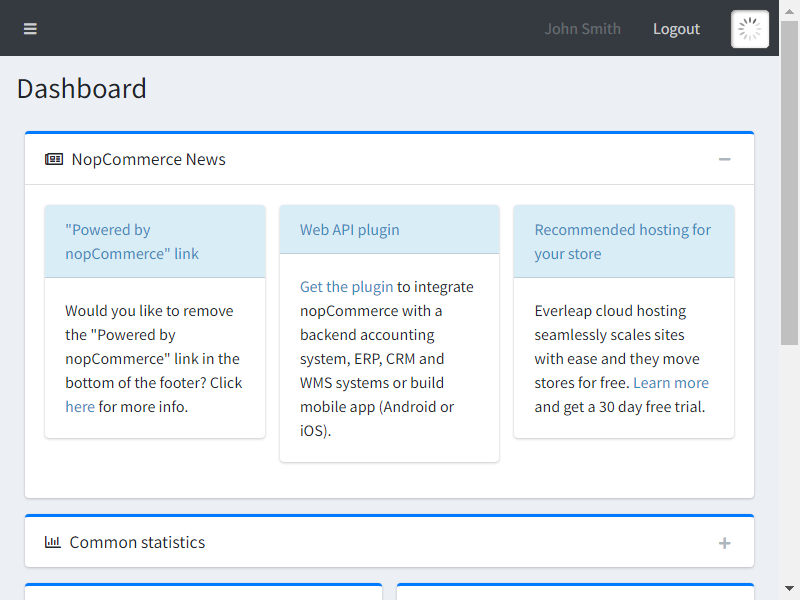 John Smith
Logout
Dashboard
NopCommerce News
"Powered by
nopCommerce" link
Would you like to remove
the "Powered by
nopCommerce" link in the
bottom of the footer? Click
here for more info.
Web API plugin
Get the plugin to integrate
nopCommerce with a
backend accounting
system, ERP, CRM and
WMS systems or build
mobile app (Android or
iOS).
Recommended hosting for
your store
Everleap cloud hosting
seamlessly scales sites
with ease and they move
stores for free. Learn more
and get a 30 day free trial.
Common statistics